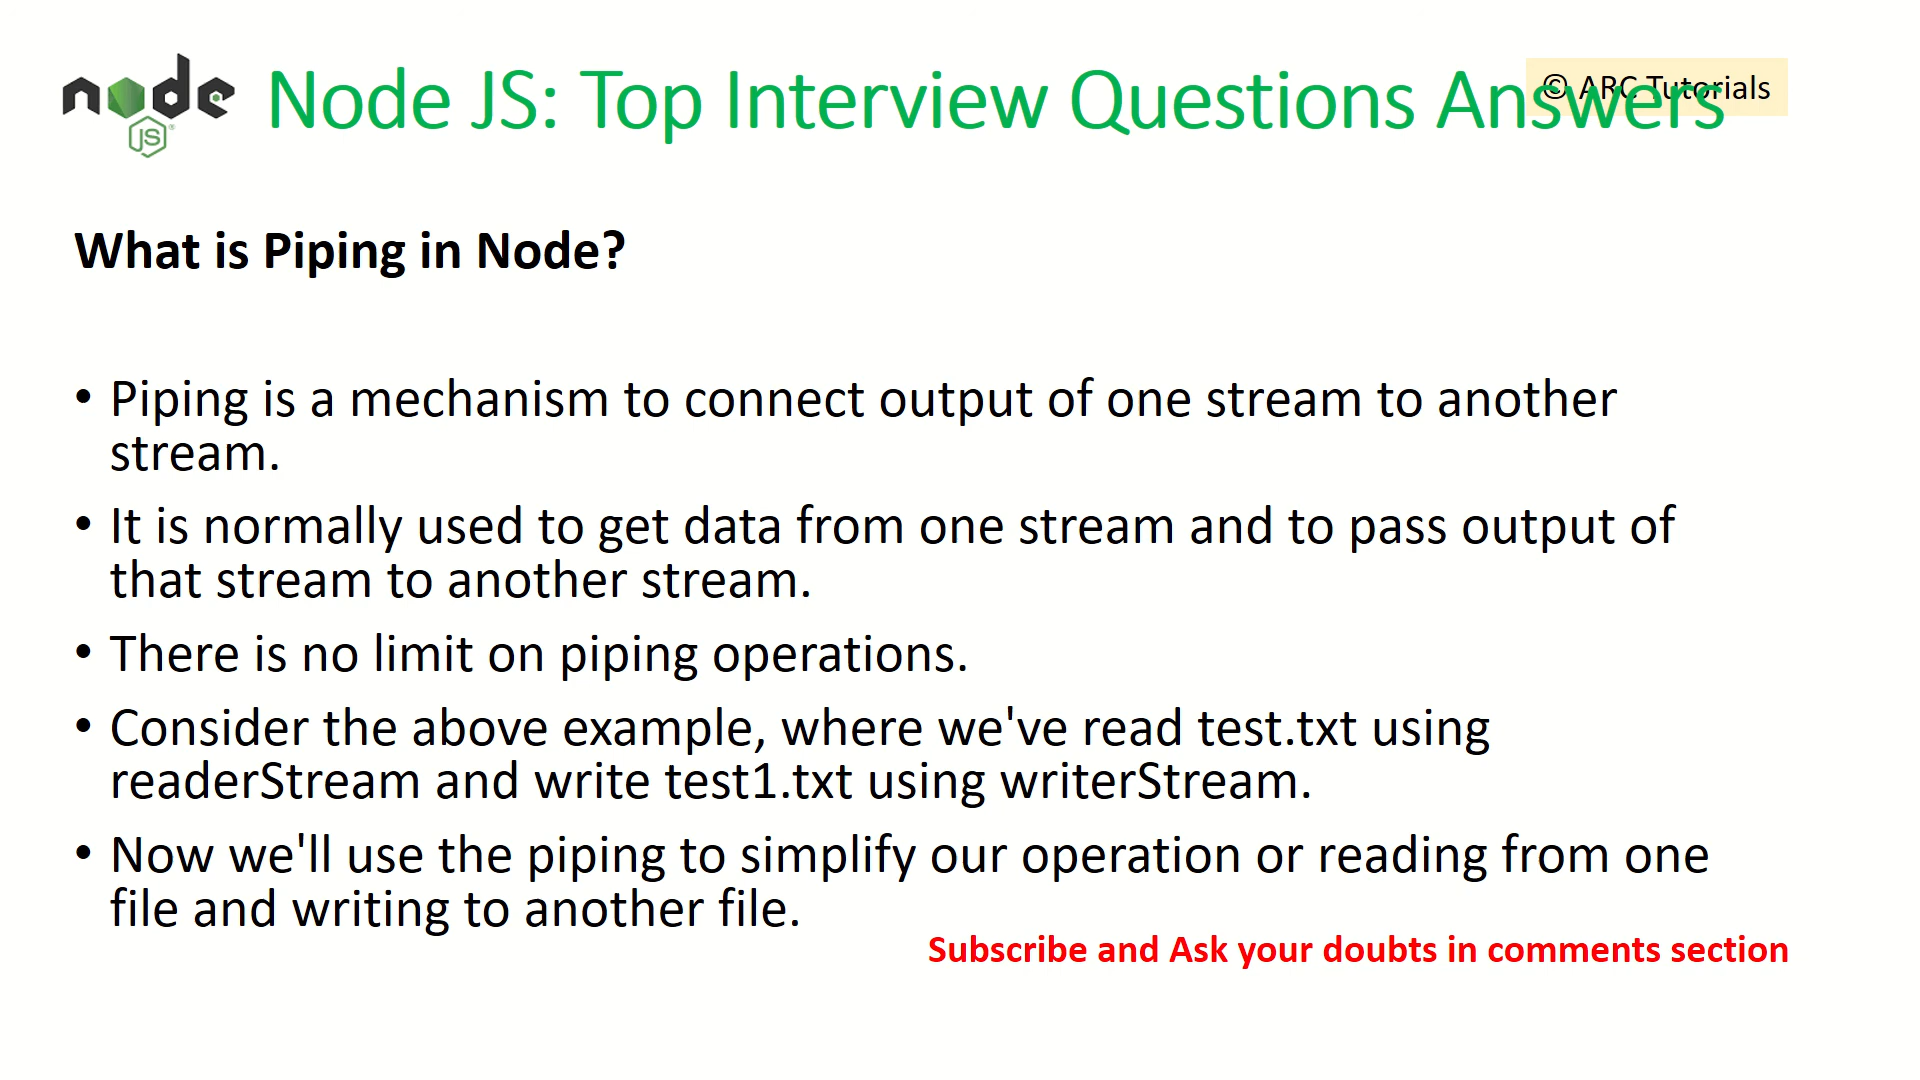 node
JS
Node JS: Top Interview Questions Answers
© ARC Tutorials
What is Piping in Node?
• Piping is a mechanism to connect output of one stream to another
stream.
• It is normally used to get data from one stream and to pass output of
that stream to another stream.
• There is no limit on piping operations.
• Consider the above example, where we've read test.txt using
readerStream and write test1.txt using writerStream.
• Now we'll use the piping to simplify our operation or reading from one
file and writing to another file.
Subscribe and Ask your doubts in comments section